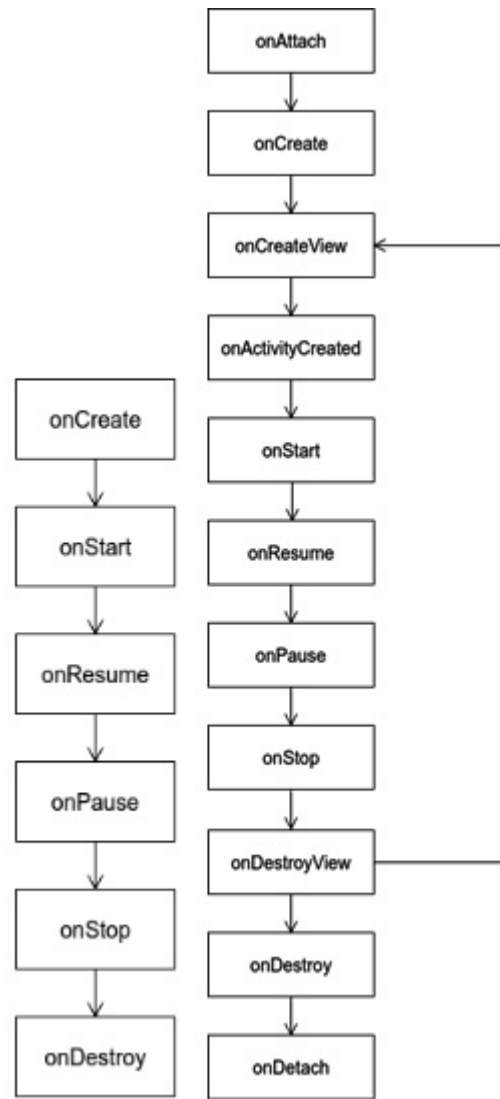 onCreate
onStart
onResume
onPause
onStop
onDestroy
onAttach
onCreate
onCreateView
onActivityCreated
onStart
onResume
onPause
onStop
onDestroyView
onDestroy
onDetach